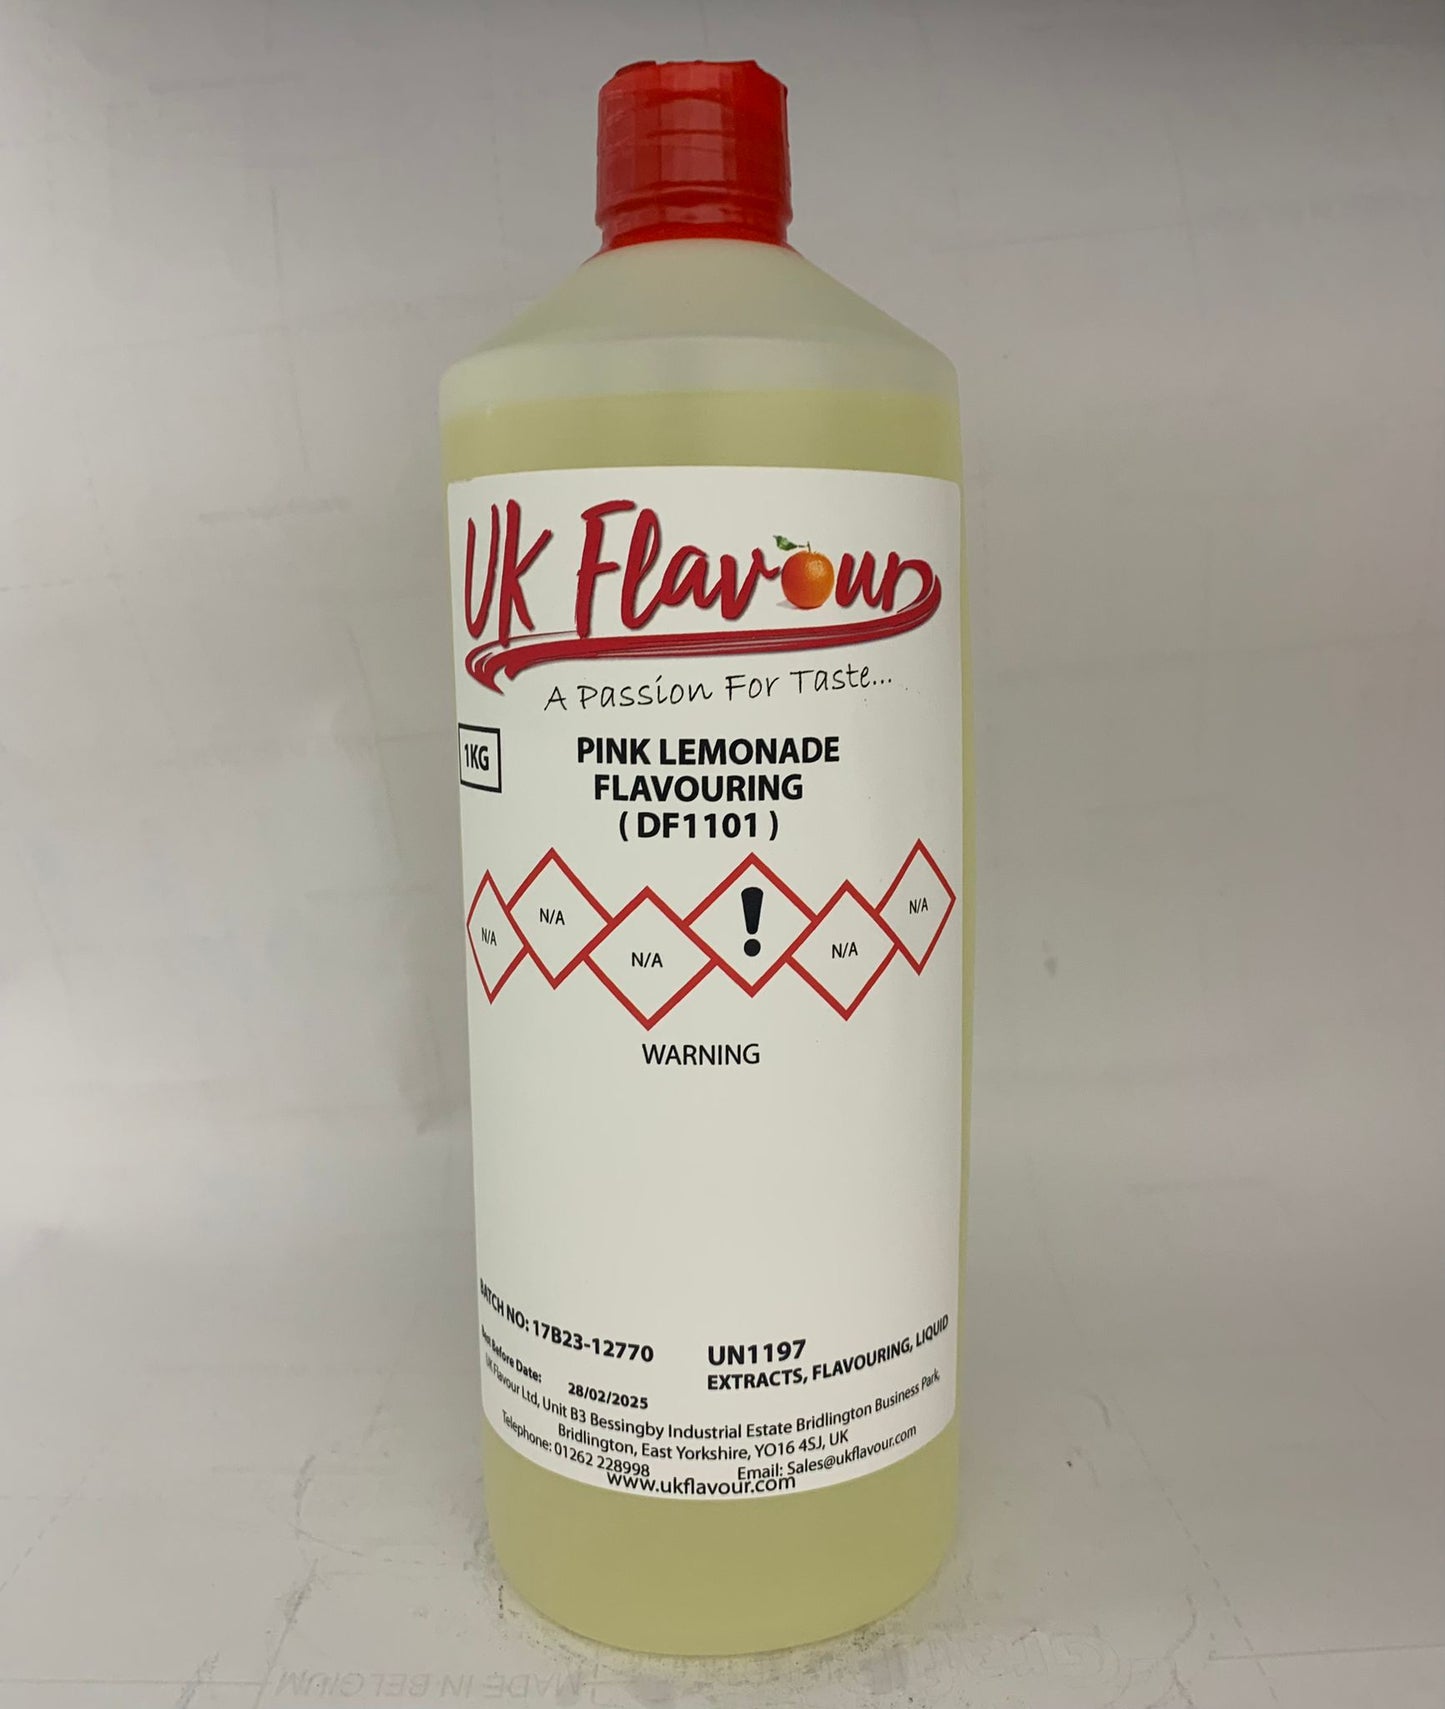 UK Flavour
A Passion For Taste...
1KG
PINK LEMONADE
FLAVOURING
( DF1101 )
N/A
N/A
N/A
!
N/A
N/A
WARNING
BATCH NO: 17B23-12770
Best Before Date: 28/02/2025
UN1197
EXTRACTS, FLAVOURING, LIQUID
UK Flavour Ltd, Unit B3 Bessingby Industrial Estate Bridlington Business Park,
Bridlington, East Yorkshire, YO16 4SJ, UK
Telephone: 01262 228998 Email: Sales@ukflavour.com
www.ukflavour.com
MADE IN BELGIUM